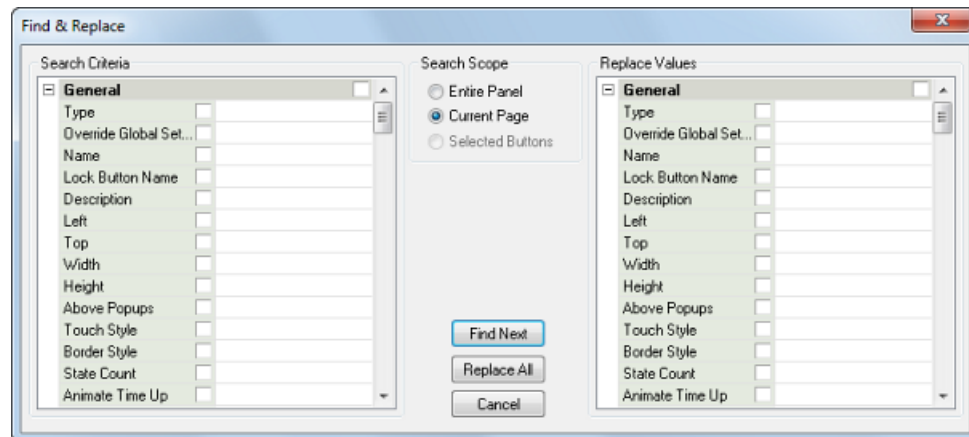 Find & Replace
Search Criteria
General
Type
Override Global Set...
Name
Lock Button Name
Description
Left
Top
Width
Height
Above Popups
Touch Style
Border Style
State Count
Animate Time Up
Search Scope
Entire Panel
Current Page
Selected Buttons
Find Next
Replace All
Cancel
Replace Values
General
Type
Override Global Set...
Name
Lock Button Name
Description
Left
Top
Width
Height
Above Popups
Touch Style
Border Style
State Count
Animate Time Up